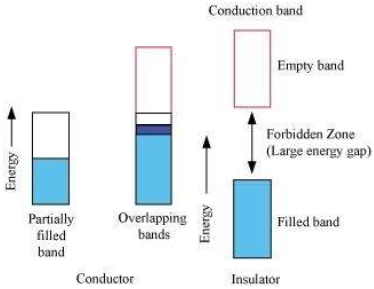 Conduction band
Empty band
Forbidden Zone
(Large energy gap)
Energy
Energy
Filled band
Partially
filled
band
Overlapping
bands
Conductor
Insulator